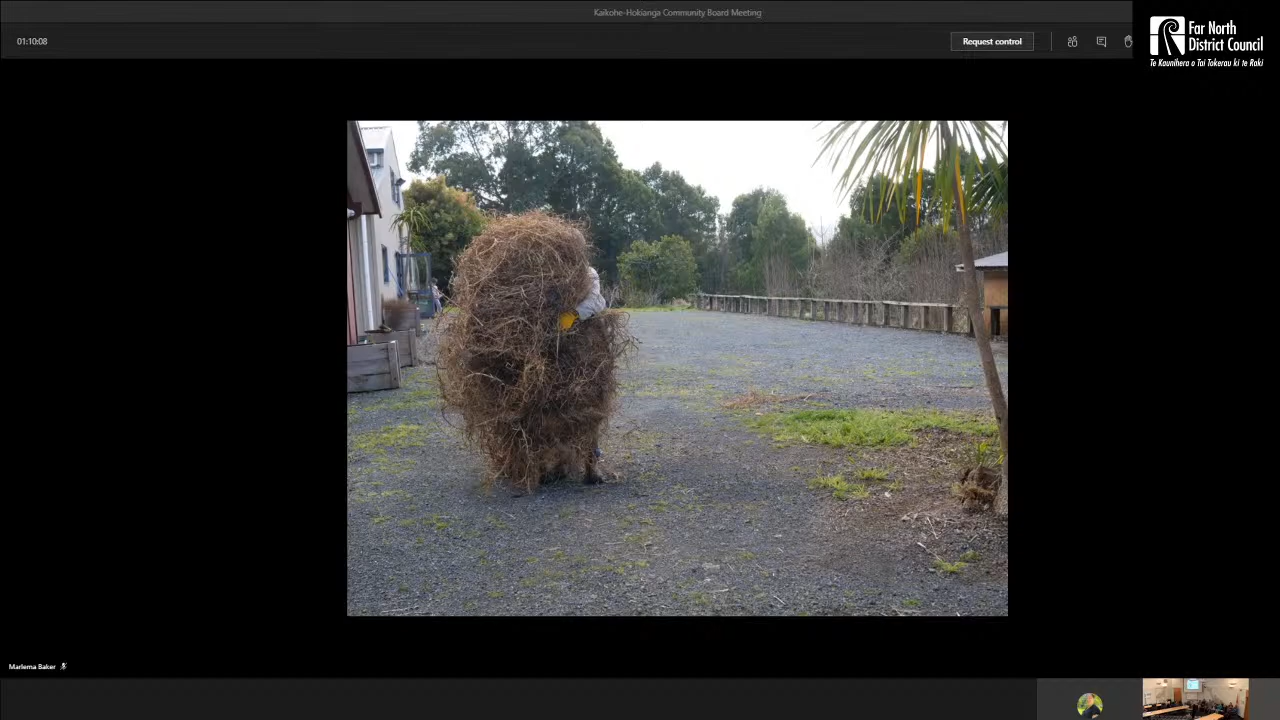 Kaikohe-Hokianga Community Board Meeting
01:10:08
Request control
Far North
District Council
Te Kaunihera o Tai Tokerau ki te Raki
Marlema Baker